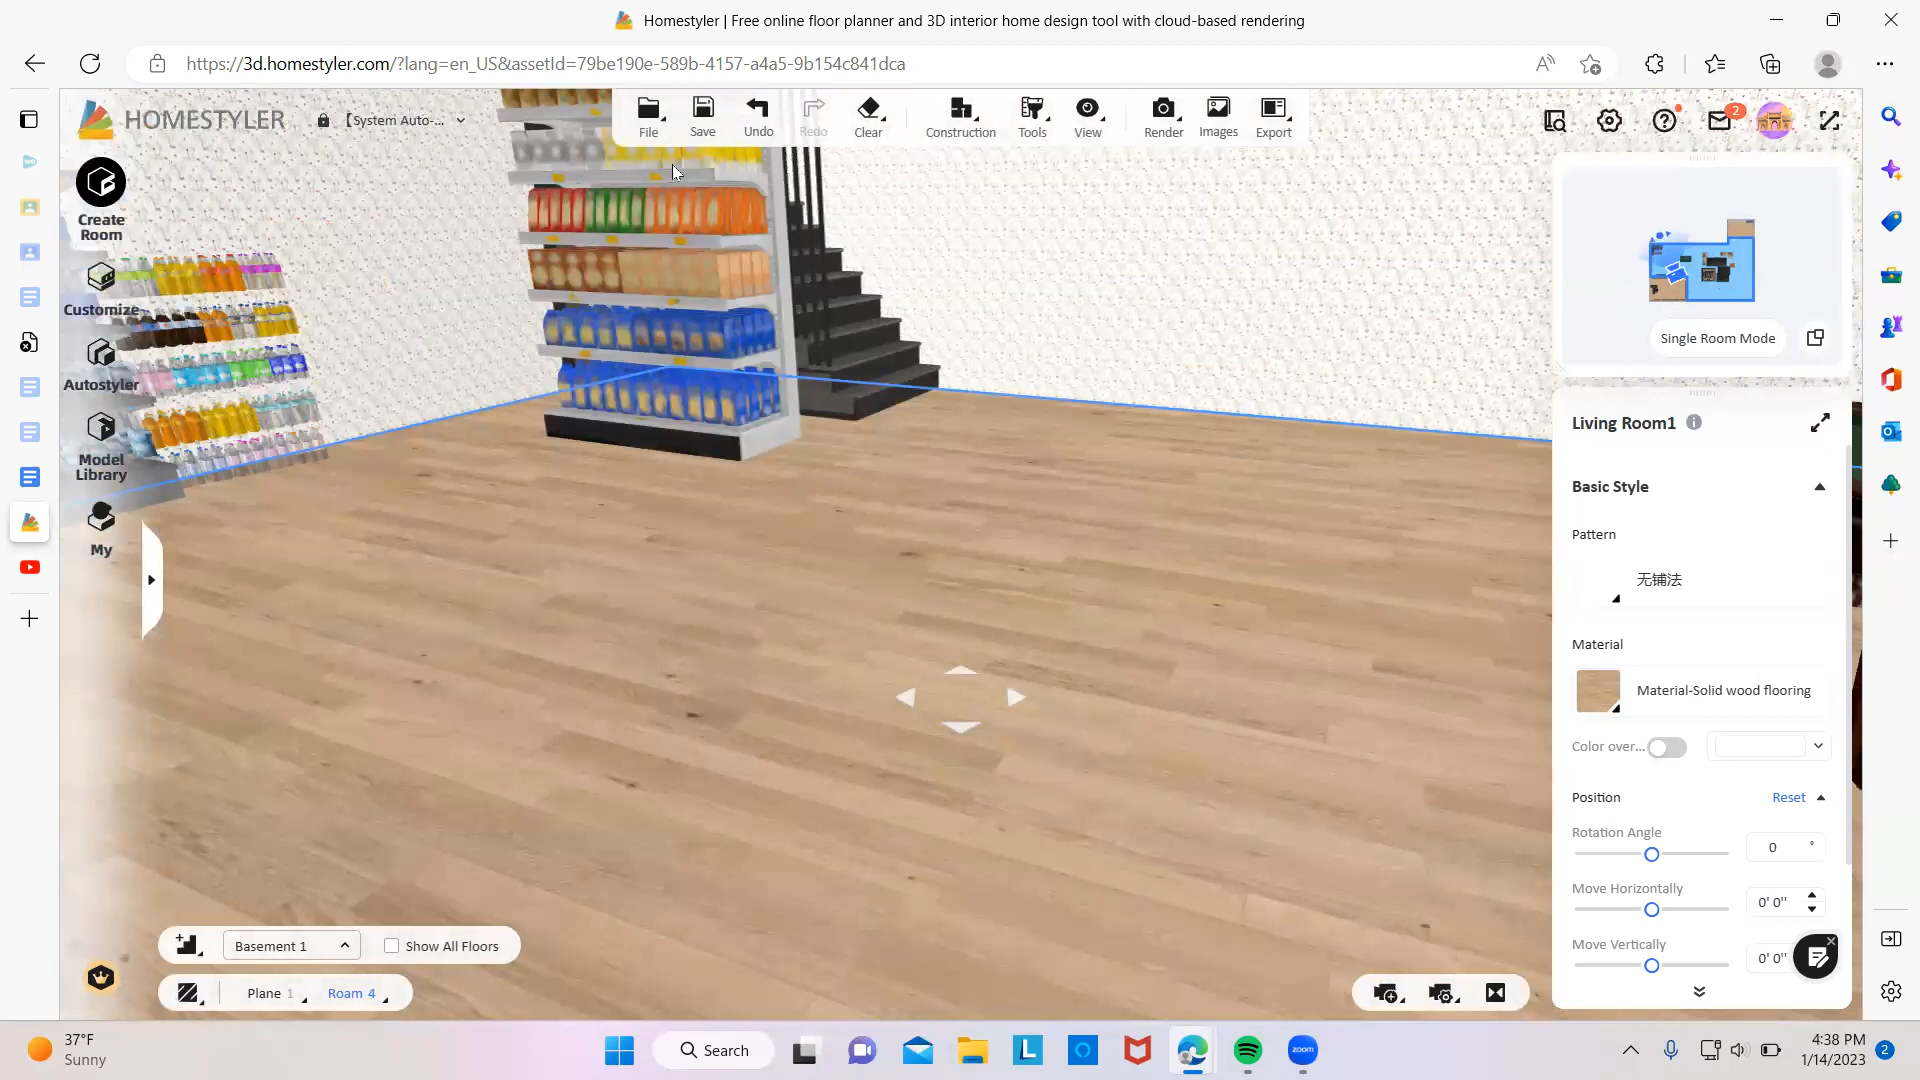 Homestyler | Free online floor planner and 3D interior home design tool with cloud-based rendering
https://3d.homestyler.com/?lang=en_US&assetId=79be190e-589b-4157-a4a5-9b154c841dca
HOMESTYLER
【System Auto-...
File
Save
Undo
Redo
Clear
Construction
Tools
View
Render
Images
Export
2
Create
Room
Customize
Autostyler
Model
Library
My
Single Room Mode
Living Room1
Basic Style
Pattern
无铺法
Material
Material-Solid wood flooring
Color over...
Position
Reset
Rotation Angle
0 °
Move Horizontally
0' 0''
Move Vertically
0' 0''
Basement 1
Show All Floors
Plane 1
Roam 4
37°F
Sunny
Search
L
zoom
4:38 PM
1/14/2023
2